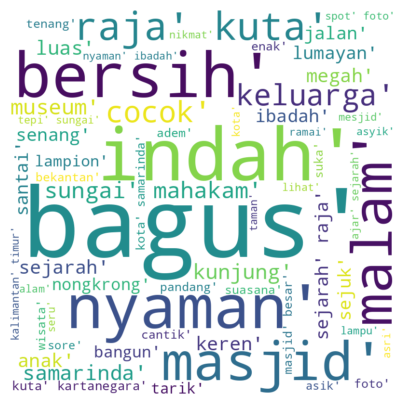 tenang' nikmat' spot' foto'
raja' kuta' jalan'
luas' enak' lumayan'
nyaman' ibadah'
bersih' keluarga' megah'
museum' cocok' ibadah'
tepi' sungai' adem' kota' ramai' mesjid'
senang' indah' asyik'
santai' lampion' malam'
bekantan' suka'
sungai' mahakam' lihat'
kota' samarinda' taman'
bagus' sejarah' raja'
ajar' sejarah'
sejarah' kunjung' sejuk'
nongkrong' pandang' suasana'
kalimantan' timur'
alam' nyaman'
wisata' seru' masjid' besar' lampu'
cantik' asri'
sore' bangun' keren' masjid'
anak'
samarinda' tarik'
kuta' kartanegara' asik' foto'